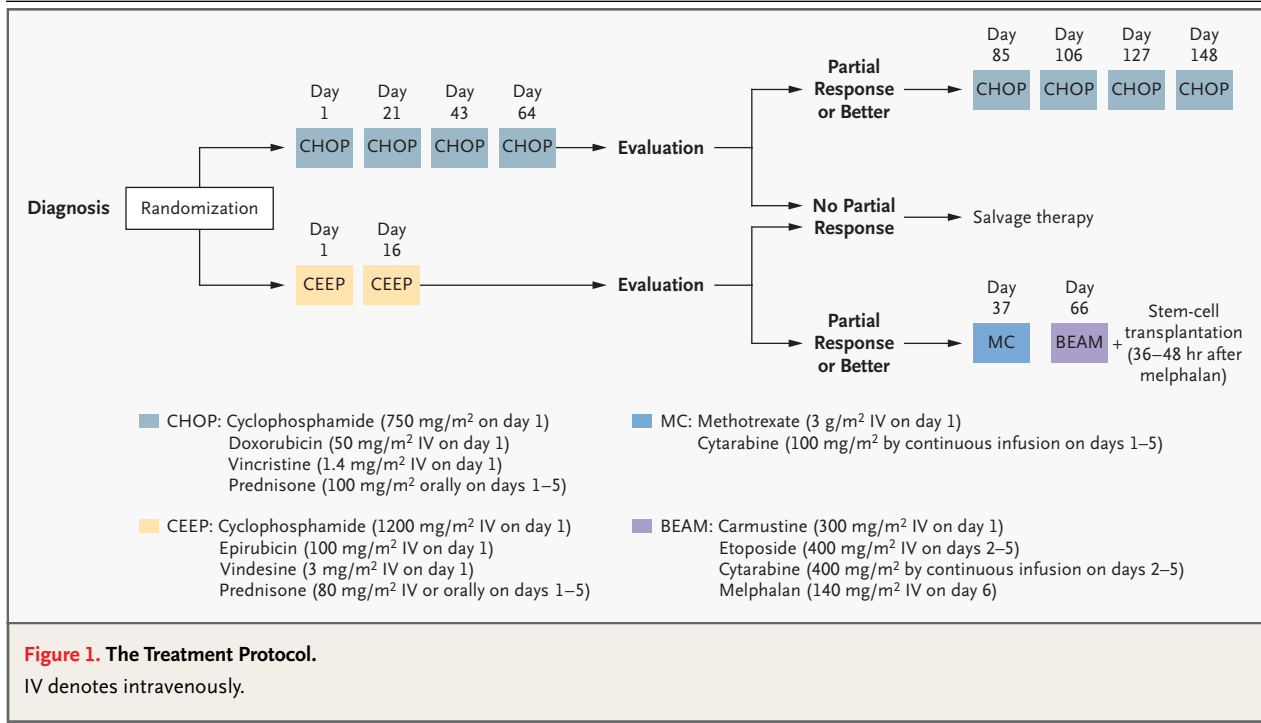 Day 1
Day 21
Day 43
Day 64
CHOP
CHOP
CHOP
CHOP
Evaluation
Partial
Response
or Better
Day 85
Day 106
Day 127
Day 148
CHOP
CHOP
CHOP
CHOP
Diagnosis
Randomization
No Partial
Response
Salvage therapy
Day 1
Day 16
CEEP
CEEP
Evaluation
Partial
Response
or Better
Day 37
Day 66
MC
BEAM
+
Stem-cell
transplantation
(36–48 hr after
melphalan)
CHOP: Cyclophosphamide (750 mg/m² on day 1)
Doxorubicin (50 mg/m² IV on day 1)
Vincristine (1.4 mg/m² IV on day 1)
Prednisone (100 mg/m² orally on days 1–5)
MC: Methotrexate (3 g/m² IV on day 1)
Cytarabine (100 mg/m² by continuous infusion on days 1–5)
CEEP: Cyclophosphamide (1200 mg/m² IV on day 1)
Epirubicin (100 mg/m² IV on day 1)
Vindesine (3 mg/m² IV on day 1)
Prednisone (80 mg/m² IV or orally on days 1–5)
BEAM: Carmustine (300 mg/m² IV on day 1)
Etoposide (400 mg/m² IV on days 2–5)
Cytarabine (400 mg/m² by continuous infusion on days 2–5)
Melphalan (140 mg/m² IV on day 6)
Figure 1. The Treatment Protocol.
IV denotes intravenously.